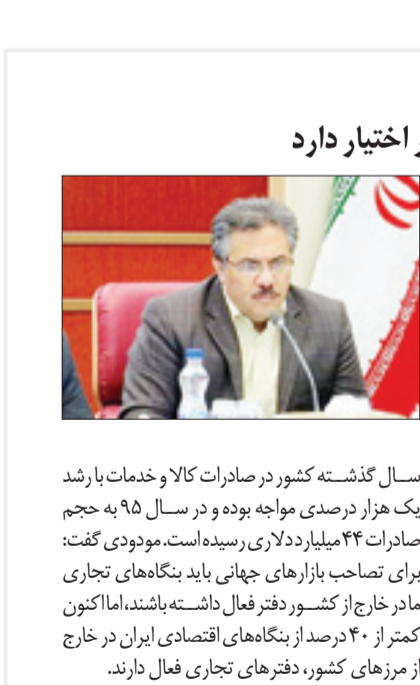 اختیار دارد
سال گذشته کشور در صادرات کالا و خدمات با رشد
یک هزار درصدی مواجه بوده و در سال ۹۵ به حجم
صادرات ۴۴ میلیارد دلاری رسیده است. مودودی گفت:
برای تصاحب بازارهای جهانی باید بنگاه‌های تجاری
ما در خارج از کشور دفتر فعال داشته باشند، اما اکنون
کمتر از ۴۰ درصد از بنگاه‌های اقتصادی ایران در خارج
از مرزهای کشور، دفترهای تجاری فعال دارند.